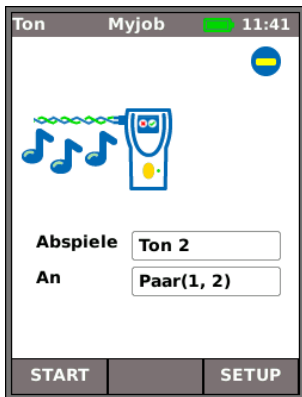 Ton Myjob 11:41
Abspiele Ton 2
An Paar(1, 2)
START SETUP